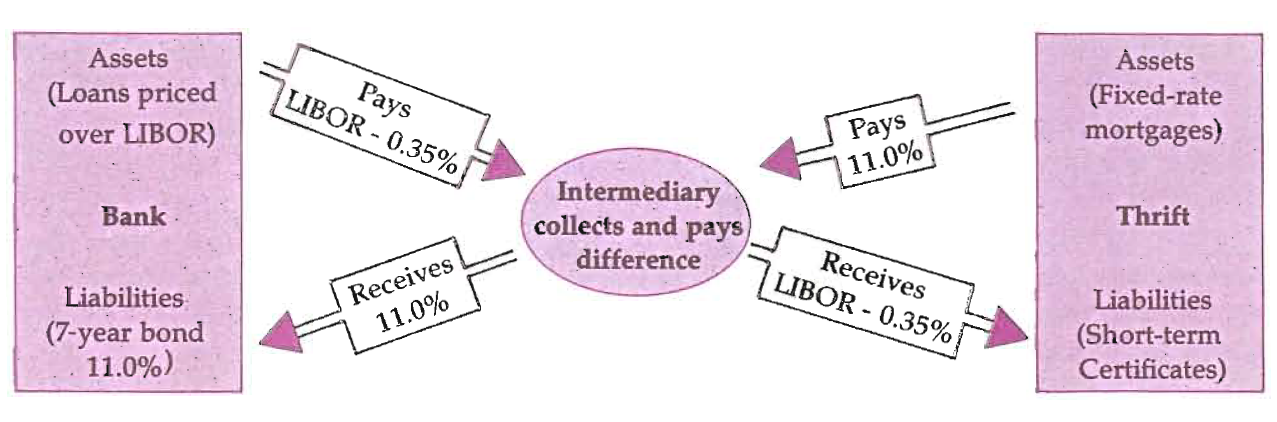 Assets
(Loans priced
over LIBOR)
Bank
Liabilities
(7-year bond
11.0%)
Pays
LIBOR - 0.35%
Receives
11.0%
Intermediary
collects and pays
difference
Pays
11.0%
Receives
LIBOR - 0.35%
Assets
(Fixed-rate
mortgages)
Thrift
Liabilities
(Short-term
Certificates)